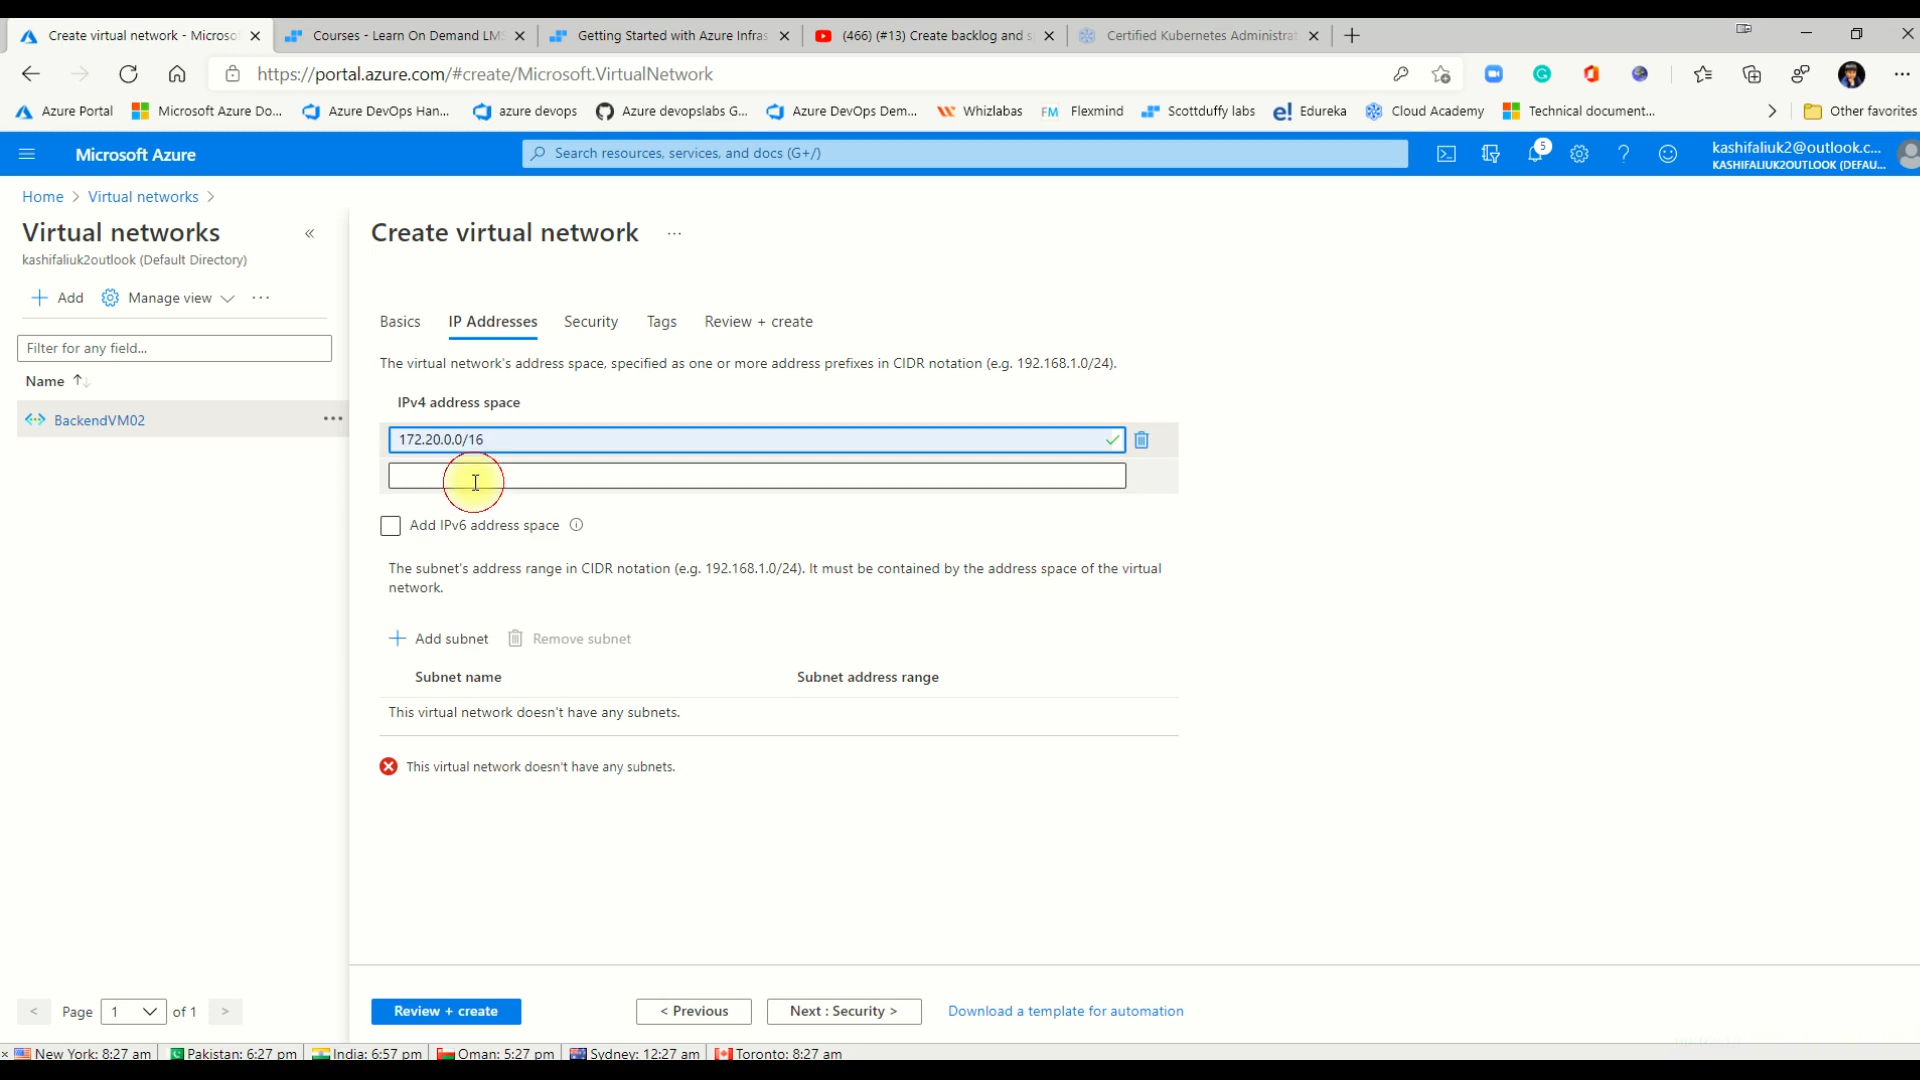 Create virtual network - Microso
Courses - Learn On Demand LMS
Getting Started with Azure Infras
(466) (#13) Create backlog and s
Certified Kubernetes Administrat
https://portal.azure.com/#create/Microsoft.VirtualNetwork
Azure Portal
Microsoft Azure Do...
Azure DevOps Han...
azure devops
Azure devopslabs G...
Azure DevOps Dem...
Whizlabas
FM Flexmind
Scottduffy labs
e! Edureka
Cloud Academy
Technical document...
Other favorites
Microsoft Azure
Search resources, services, and docs (G+/)
5
kashifaliuk2@outlook.c...
KASHIFALIUK2OUTLOOK (DEFAU...
Home > Virtual networks >
Virtual networks
kashifaliuk2outlook (Default Directory)
Add
Manage view
Filter for any field...
Name
BackendVM02
Page 1 of 1
Create virtual network
Basics
IP Addresses
Security
Tags
Review + create
The virtual network's address space, specified as one or more address prefixes in CIDR notation (e.g. 192.168.1.0/24).
IPv4 address space
172.20.0.0/16
Add IPv6 address space
The subnet's address range in CIDR notation (e.g. 192.168.1.0/24). It must be contained by the address space of the virtual
network.
Add subnet
Remove subnet
Subnet name
Subnet address range
This virtual network doesn't have any subnets.
This virtual network doesn't have any subnets.
Review + create
< Previous
Next : Security >
Download a template for automation
New York: 8:27 am
Pakistan: 6:27 pm
India: 6:57 pm
Oman: 5:27 pm
Sydney: 12:27 am
Toronto: 8:27 am